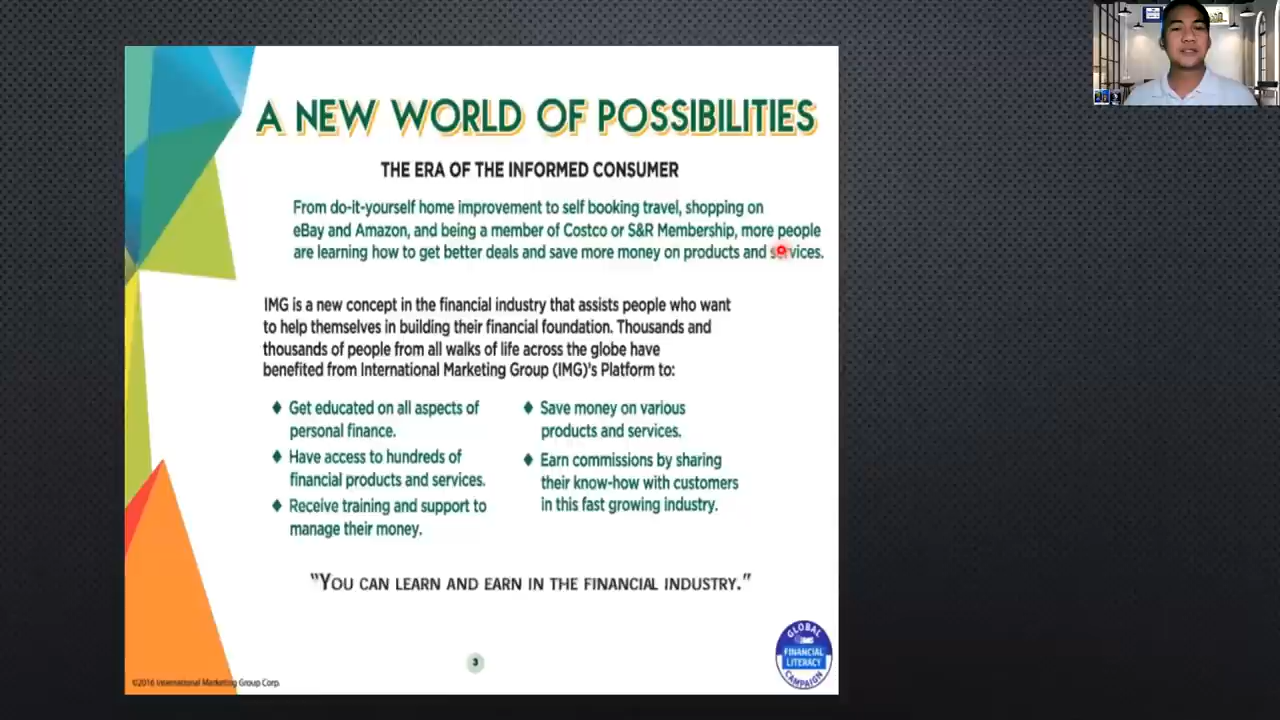 A NEW WORLD OF POSSIBILITIES
THE ERA OF THE INFORMED CONSUMER
From do-it-yourself home improvement to self booking travel, shopping on
eBay and Amazon, and being a member of Costco or S&R Membership, more people
are learning how to get better deals and save more money on products and services.
IMG is a new concept in the financial industry that assists people who want
to help themselves in building their financial foundation. Thousands and
thousands of people from all walks of life across the globe have
benefited from International Marketing Group (IMG)'s Platform to:
♦ Get educated on all aspects of
personal finance.
♦ Have access to hundreds of
financial products and services.
♦ Receive training and support to
manage their money.
♦ Save money on various
products and services.
♦ Earn commissions by sharing
their know-how with customers
in this fast growing industry.
"YOU CAN LEARN AND EARN IN THE FINANCIAL INDUSTRY."
3
GLOBAL
FINANCIAL
LITERACY
CAMPAIGN
©2016 International Marketing Group Corp.